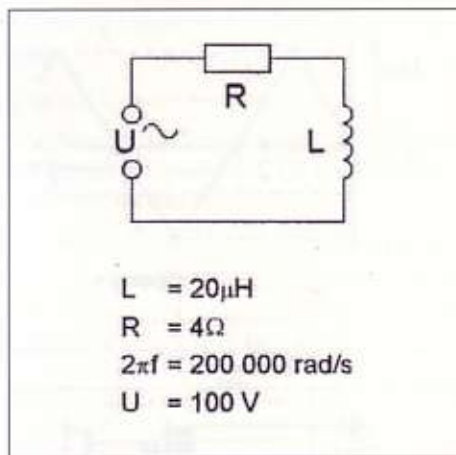 R
U
L
L = 20μH
R = 4Ω
2πf = 200 000 rad/s
U = 100 V